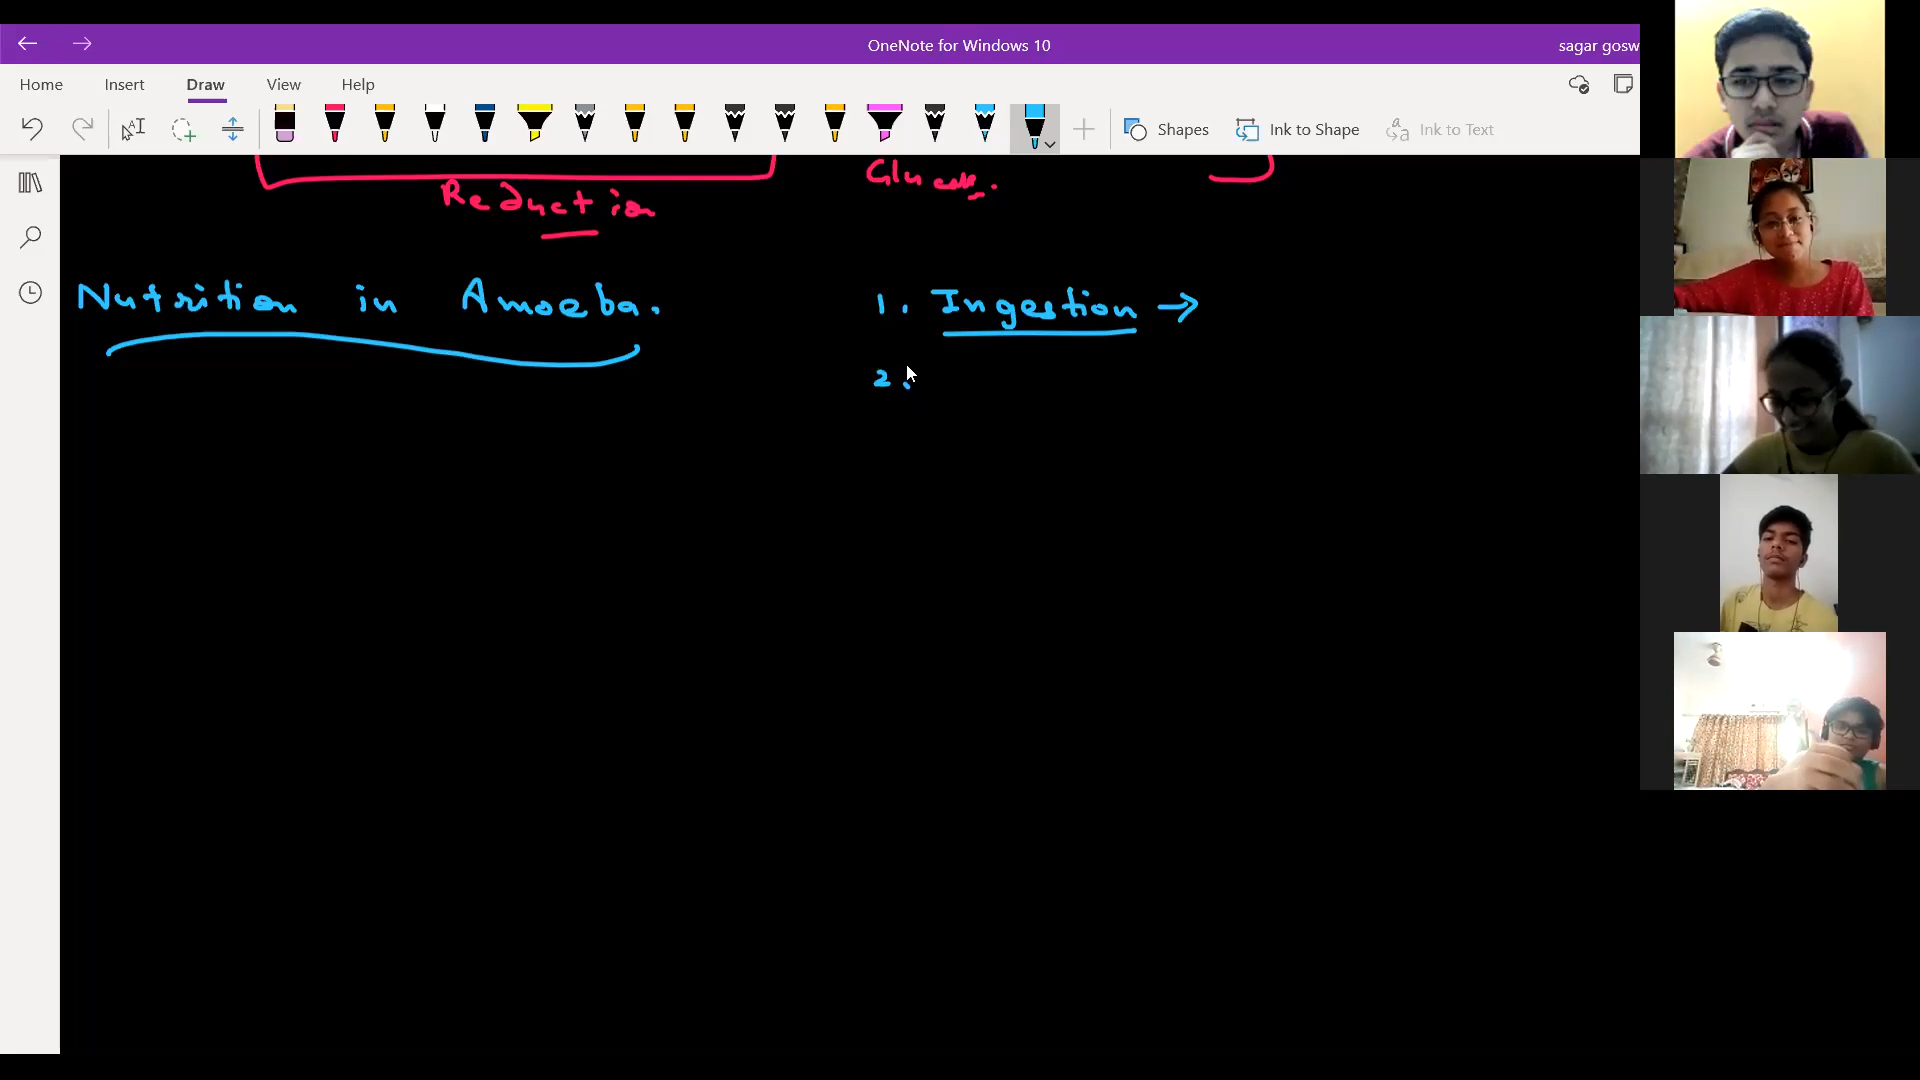 OneNote for Windows 10
sagar gosw
Home Insert Draw View Help
Shapes Ink to Shape Ink to Text
Reduction
Glucose.
Nutrition in Amoeba.
1. Ingestion →
2.